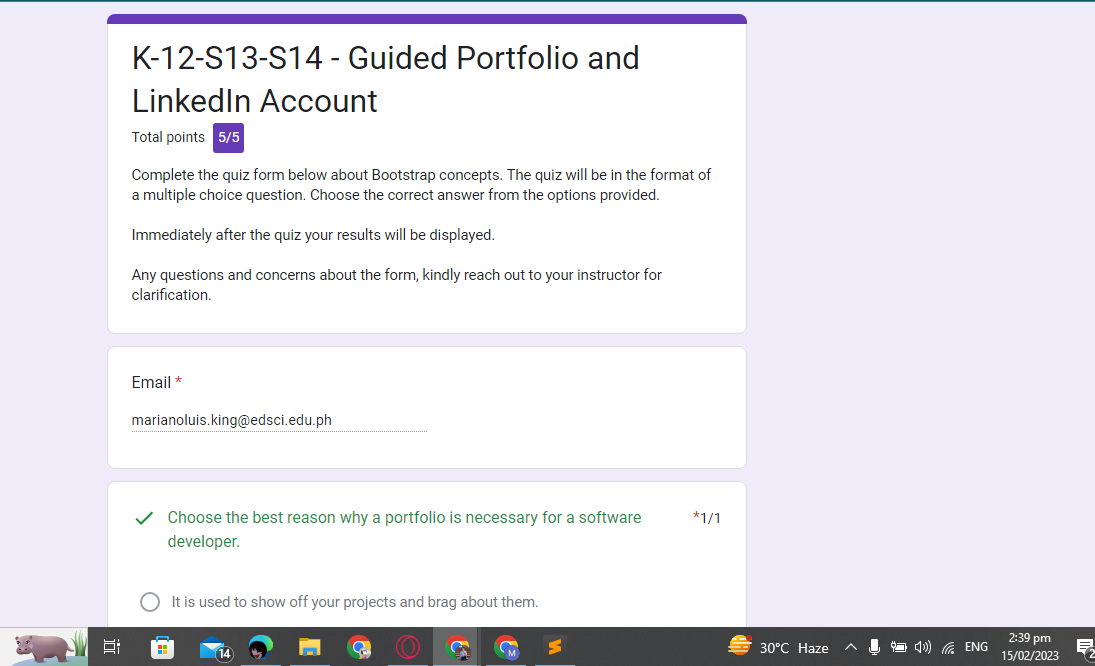 K-12-S13-S14 - Guided Portfolio and
LinkedIn Account
Total points 5/5
Complete the quiz form below about Bootstrap concepts. The quiz will be in the format of
a multiple choice question. Choose the correct answer from the options provided.
Immediately after the quiz your results will be displayed.
Any questions and concerns about the form, kindly reach out to your instructor for
clarification.
Email *
marianoluis.king@edsci.edu.ph
Choose the best reason why a portfolio is necessary for a software *1/1
developer.
It is used to show off your projects and brag about them.
14
M
30°C Haze
ENG
2:39 pm
15/02/2023
2